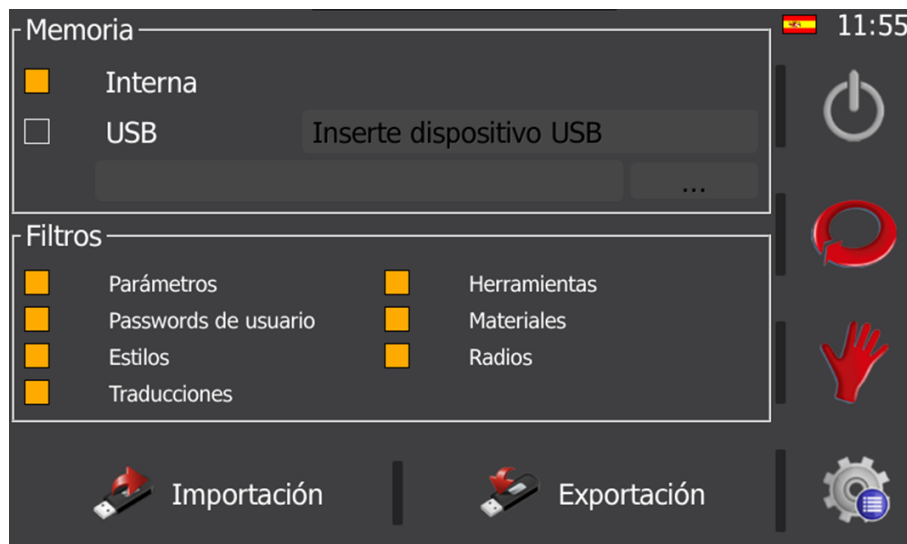 Memoria
11:55
Interna
USB
Inserte dispositivo USB
...
Filtros
Parámetros
Herramientas
Passwords de usuario
Materiales
Estilos
Radios
Traducciones
Importación
Exportación